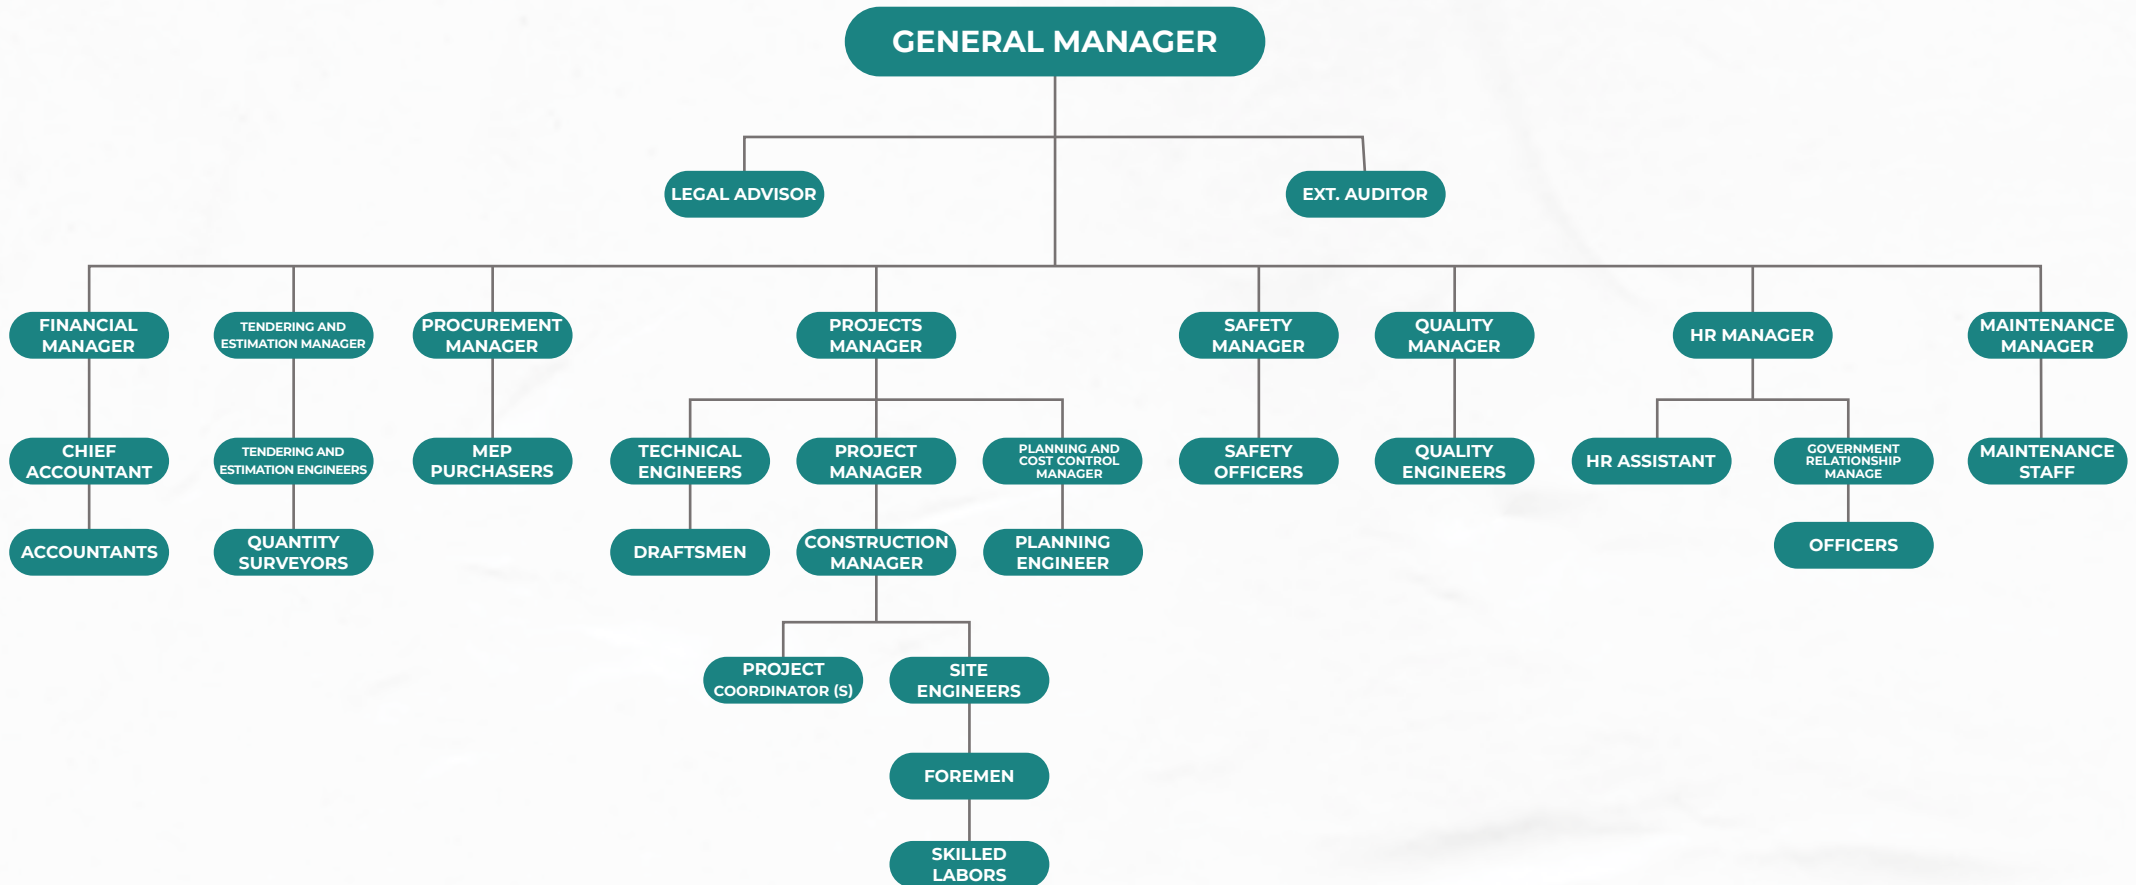 GENERAL MANAGER
LEGAL ADVISOR
EXT. AUDITOR
FINANCIAL
MANAGER
TENDERING AND
ESTIMATION MANAGER
PROCUREMENT
MANAGER
PROJECTS
MANAGER
SAFETY
MANAGER
QUALITY
MANAGER
HR MANAGER
MAINTENANCE
MANAGER
CHIEF
ACCOUNTANT
TENDERING AND
ESTIMATION ENGINEERS
MEP
PURCHASERS
TECHNICAL
ENGINEERS
PROJECT
MANAGER
PLANNING AND
COST CONTROL
MANAGER
SAFETY
OFFICERS
QUALITY
ENGINEERS
HR ASSISTANT
GOVERNMENT
RELATIONSHIP
MANAGE
MAINTENANCE
STAFF
ACCOUNTANTS
QUANTITY
SURVEYORS
DRAFTSMEN
CONSTRUCTION
MANAGER
PLANNING
ENGINEER
OFFICERS
PROJECT
COORDINATOR (S)
SITE
ENGINEERS
FOREMEN
SKILLED
LABORS